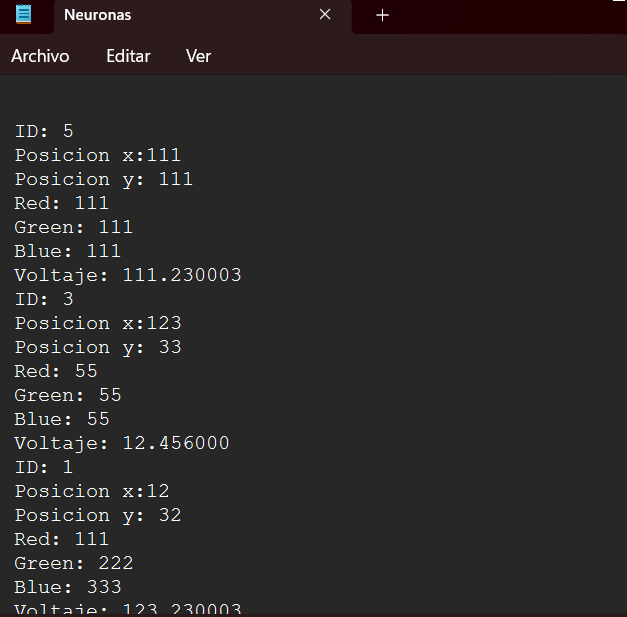 Neuronas
Archivo Editar Ver
ID: 5
Posicion x:111
Posicion y: 111
Red: 111
Green: 111
Blue: 111
Voltaje: 111.230003
ID: 3
Posicion x:123
Posicion y: 33
Red: 55
Green: 55
Blue: 55
Voltaje: 12.456000
ID: 1
Posicion x:12
Posicion y: 32
Red: 111
Green: 222
Blue: 333
Voltaje: 123.230003